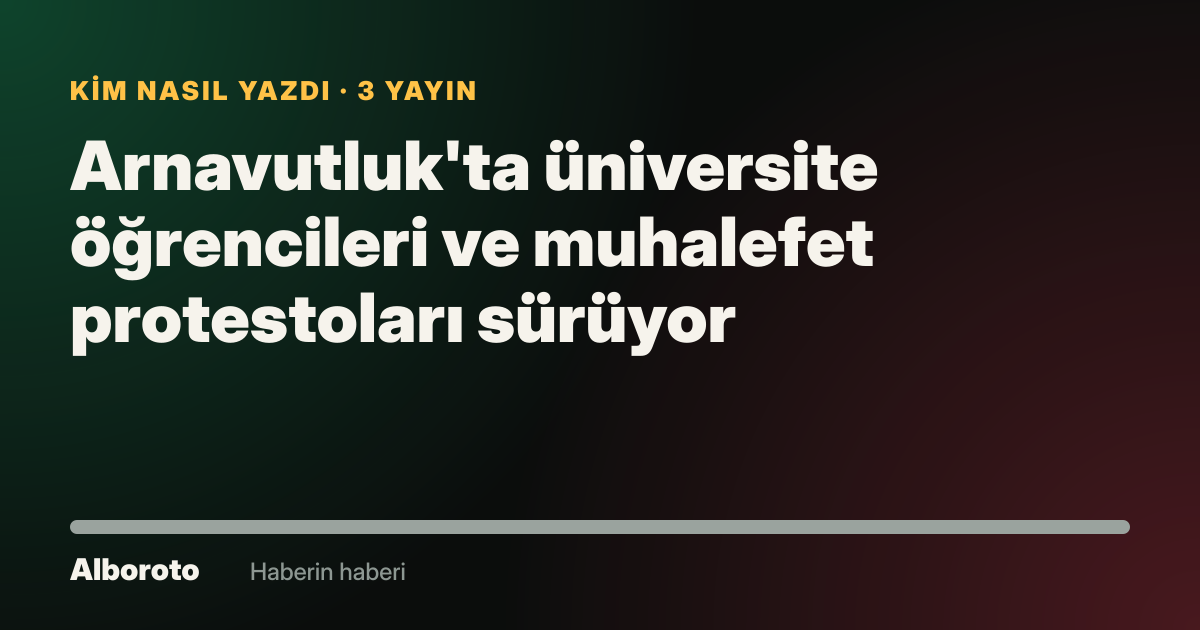 KİM NASIL YAZDI · 3 YAYIN
Arnavutluk'ta üniversite
öğrencileri ve muhalefet
protestoları sürüyor
Alboroto
Haberin haberi